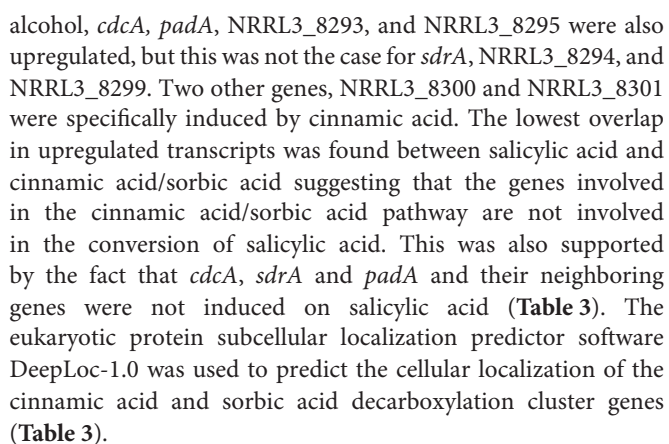 alcohol, cdcA, padA, NRRL3_8293, and NRRL3_8295 were also
upregulated, but this was not the case for sdrA, NRRL3_8294, and
NRRL3_8299. Two other genes, NRRL3_8300 and NRRL3_8301
were specifically induced by cinnamic acid. The lowest overlap
in upregulated transcripts was found between salicylic acid and
cinnamic acid/sorbic acid suggesting that the genes involved
in the cinnamic acid/sorbic acid pathway are not involved
in the conversion of salicylic acid. This was also supported
by the fact that cdcA, sdrA and padA and their neighboring
genes were not induced on salicylic acid (Table 3). The
eukaryotic protein subcellular localization predictor software
DeepLoc-1.0 was used to predict the cellular localization of the
cinnamic acid and sorbic acid decarboxylation cluster genes
(Table 3).